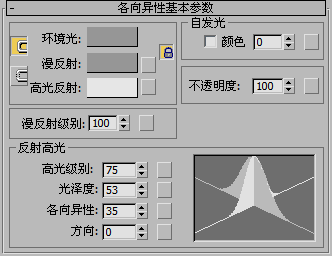 各向异性基本参数
环境光:
漫反射:
高光反射:
自发光
颜色 0
不透明度: 100
漫反射级别: 100
反射高光
高光级别: 75
光泽度: 53
各向异性: 35
方向: 0